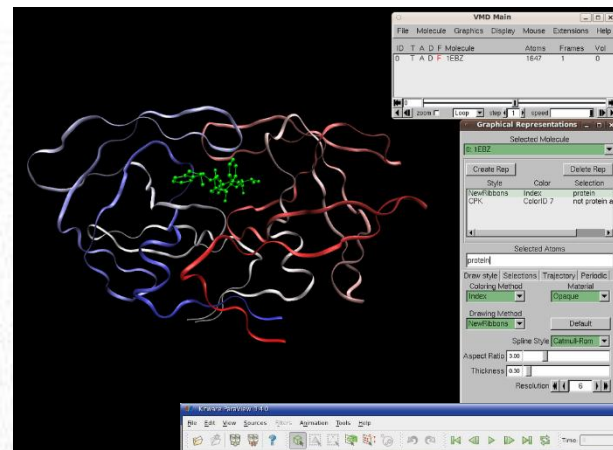 VMD Main
File Molecule Graphics Display Mouse Extensions Help
ID T A D F Molecule Atoms Frames Vol
0 T A D F 1EBZ 1647 1 0
0
zoom Loop step 1 speed
Graphical Representations
Selected Molecule
0: 1EBZ
Create Rep Delete Rep
Style Color Selection
NewRibbons Index protein
CPK ColorID 7 not protein a
Selected Atoms
protein
Draw style Selections Trajectory Periodic
Coloring Method Material
Index Opaque
Drawing Method
NewRibbons Default
Spline Style Catmull-Rom
Aspect Ratio 3.00
Thickness 0.30
Resolution 6
Kitware ParaView 3.4.0
File Edit View Sources Filters Animation Tools Help
Time: